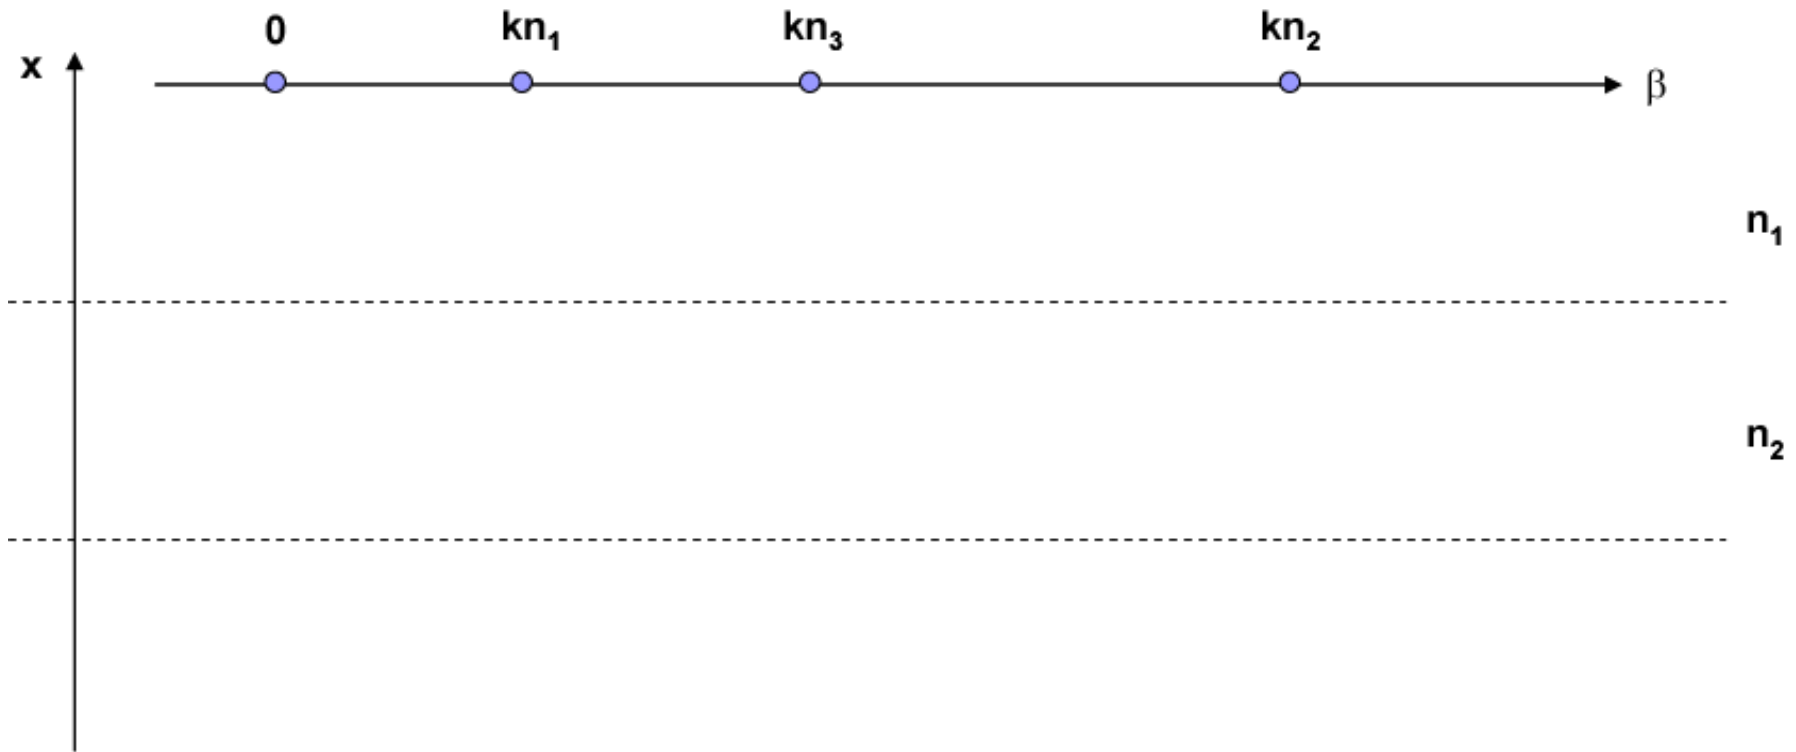 0 kn₁ kn₃ kn₂
x β
n₁
n₂